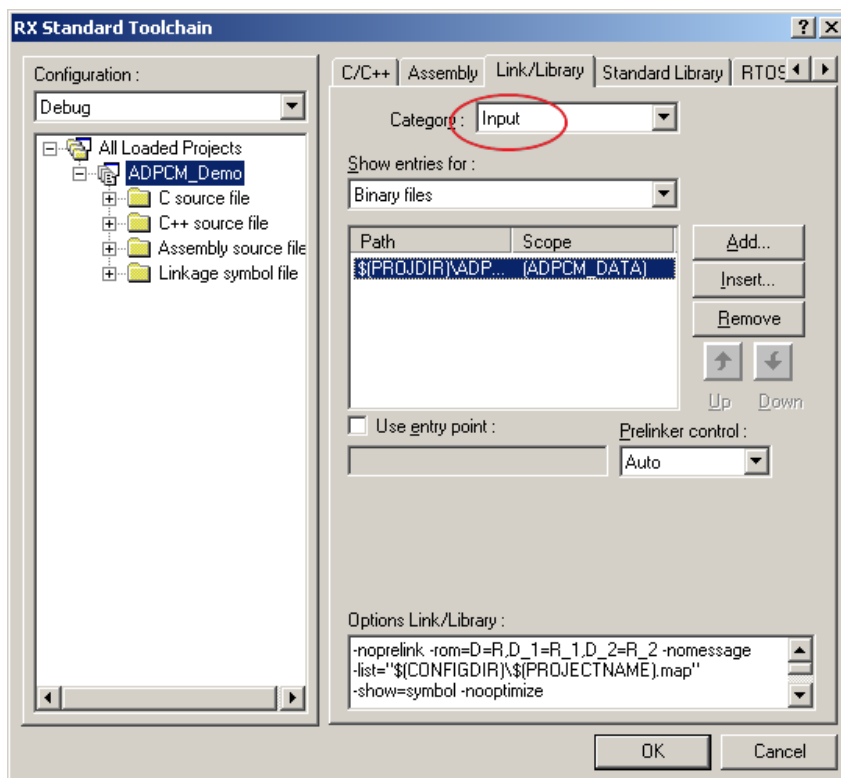 RX Standard Toolchain
Configuration :
Debug
All Loaded Projects
ADPCM_Demo
C source file
C++ source file
Assembly source file
Linkage symbol file
C/C++ Assembly Link/Library Standard Library RTOS
Category : Input
Show entries for :
Binary files
Path Scope
$(PROJDIR)\ADP... (ADPCM_DATA)
Add...
Insert...
Remove
Up Down
Use entry point :
Prelinker control :
Auto
Options Link/Library :
-noprelink -rom=D=R,D_1=R_1,D_2=R_2 -nomessage
-list="$(CONFIGDIR)\$(PROJECTNAME).map"
-show=symbol -nooptimize
OK Cancel